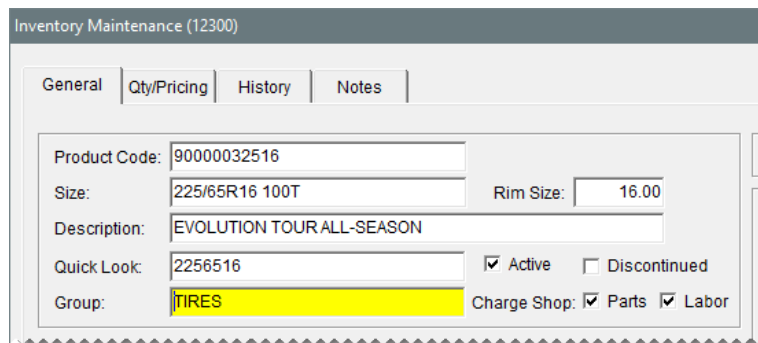 Inventory Maintenance (12300)
General Qty/Pricing History Notes
Product Code: 90000032516
Size: 225/65R16 100T Rim Size: 16.00
Description: EVOLUTION TOUR ALL-SEASON
Quick Look: 2256516 Active Discontinued
Group: TIRES Charge Shop: Parts Labor